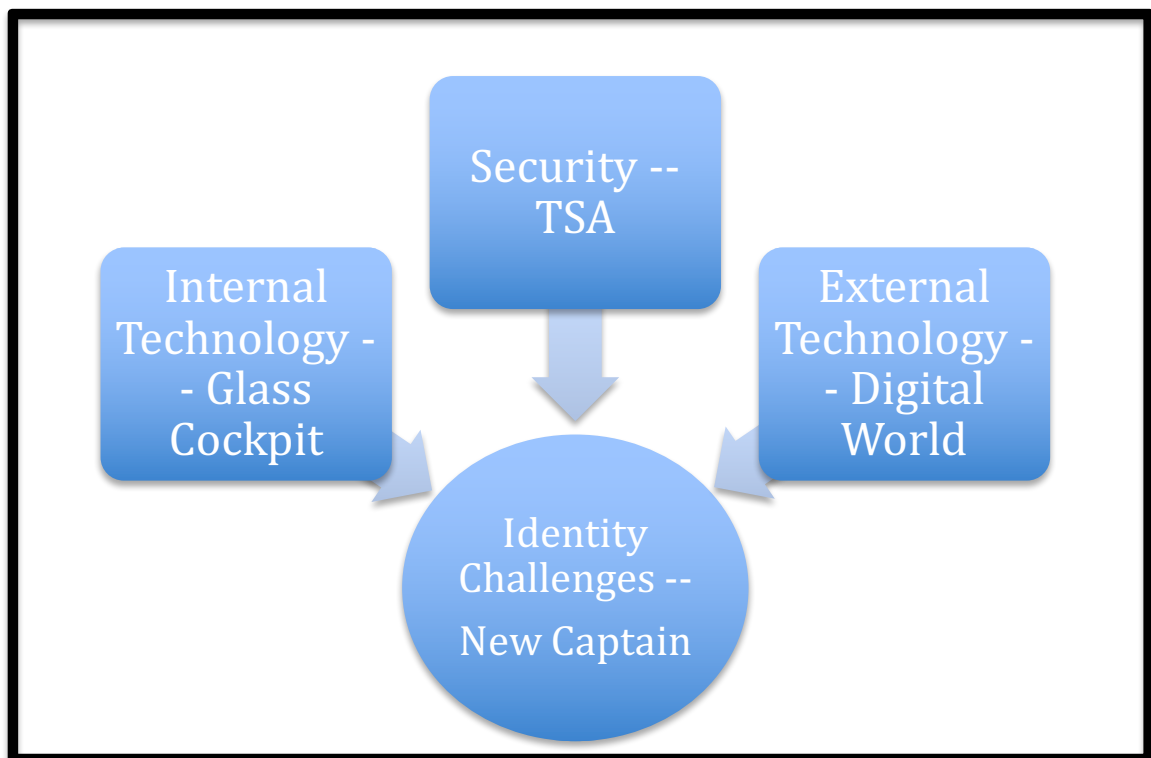 Security --
TSA
Internal
Technology -
- Glass
Cockpit
External
Technology -
- Digital
World
Identity
Challenges --
New Captain